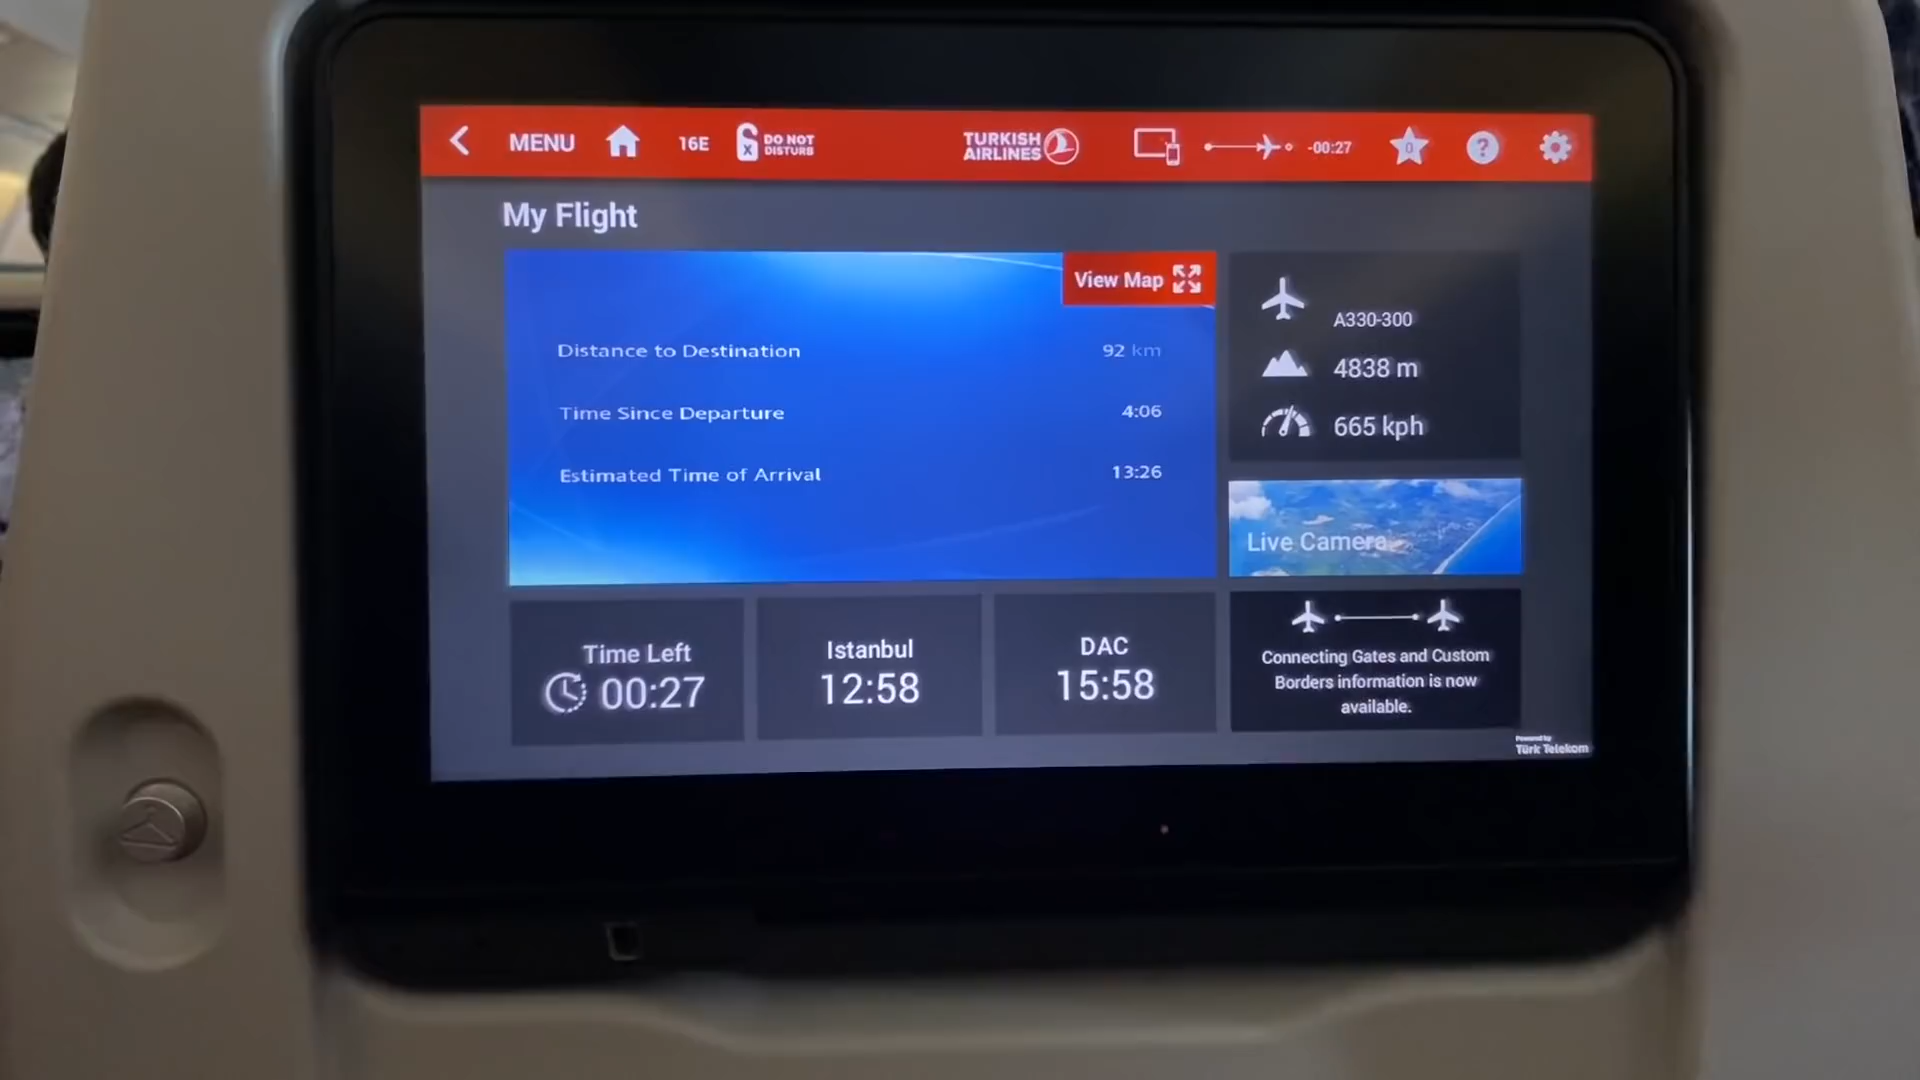 MENU
16E
DO NOT
DISTURB
TURKISH
AIRLINES
-00:27
0
?
My Flight
View Map
Distance to Destination 92 km
Time Since Departure 4:06
Estimated Time of Arrival 13:26
A330-300
4838 m
665 kph
Live Camera
Time Left
00:27
Istanbul
12:58
DAC
15:58
Connecting Gates and Custom
Borders information is now
available.
Powered by
Türk Telekom